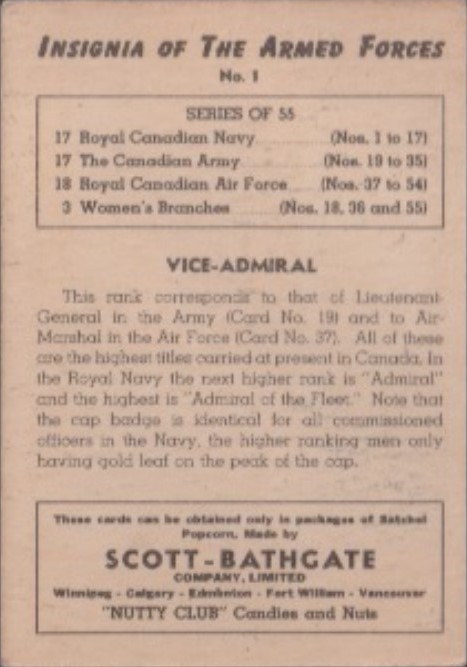 INSIGNIA OF THE ARMED FORCES
No. 1
SERIES OF 55
17 Royal Canadian Navy (Nos. 1 to 17)
17 The Canadian Army (Nos. 19 to 35)
18 Royal Canadian Air Force (Nos. 37 to 54)
3 Women's Branches (Nos. 18, 36 and 55)
VICE-ADMIRAL
This rank corresponds to that of Lieutenant-
General in the Army (Card No. 19) and to Air-
Marshal in the Air Force (Card No. 37). All of these
are the highest titles carried at present in Canada. In
the Royal Navy the next higher rank is "Admiral"
and the highest is "Admiral of the Fleet." Note that
the cap badge is identical for all commissioned
officers in the Navy, the higher ranking men only
having gold leaf on the peak of the cap.
These cards can be obtained only in packages of Satchel
Popcorn, Made by
SCOTT-BATHGATE
COMPANY, LIMITED
Winnipeg - Calgary - Edmonton - Fort William - Vancouver
"NUTTY CLUB" Candies and Nuts